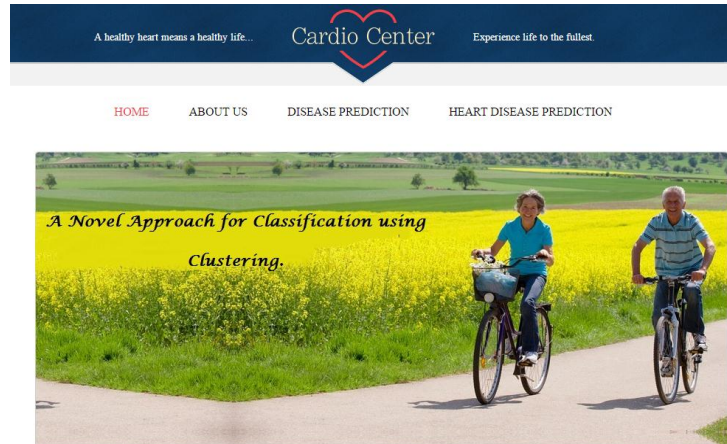 A healthy heart means a healthy life...
Cardio Center
Experience life to the fullest.
HOME ABOUT US DISEASE PREDICTION HEART DISEASE PREDICTION
A Novel Approach for Classification using
Clustering.